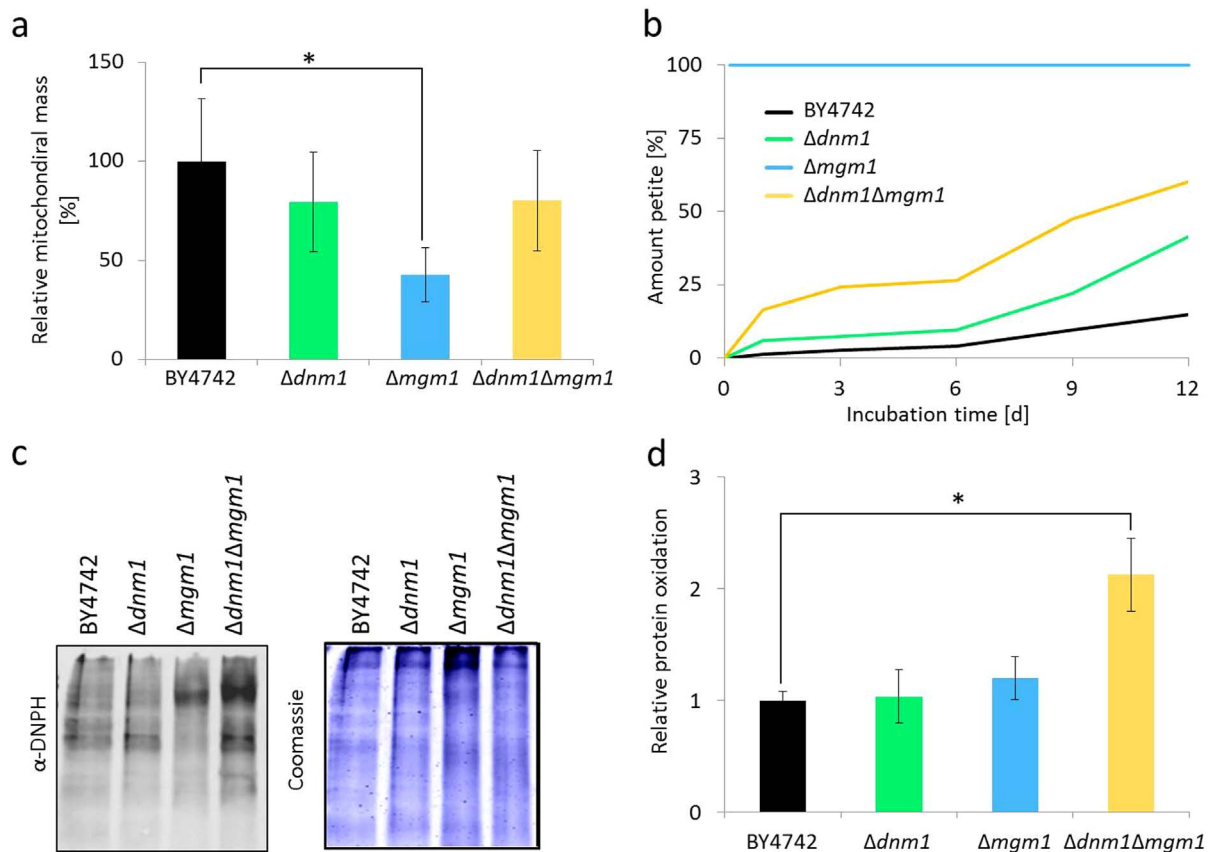 a
Relative mitochondiral mass
[%]
150
100
50
0
*
BY4742
Δdnm1
Δmgm1
Δdnm1Δmgm1
b
Amount petite [%]
100
75
50
25
0
BY4742
Δdnm1
Δmgm1
Δdnm1Δmgm1
0
3
6
9
12
Incubation time [d]
c
BY4742
Δdnm1
Δmgm1
Δdnm1Δmgm1
α-DNPH
BY4742
Δdnm1
Δmgm1
Δdnm1Δmgm1
Coomassie
d
Relative protein oxidation
3
2
1
0
*
BY4742
Δdnm1
Δmgm1
Δdnm1Δmgm1